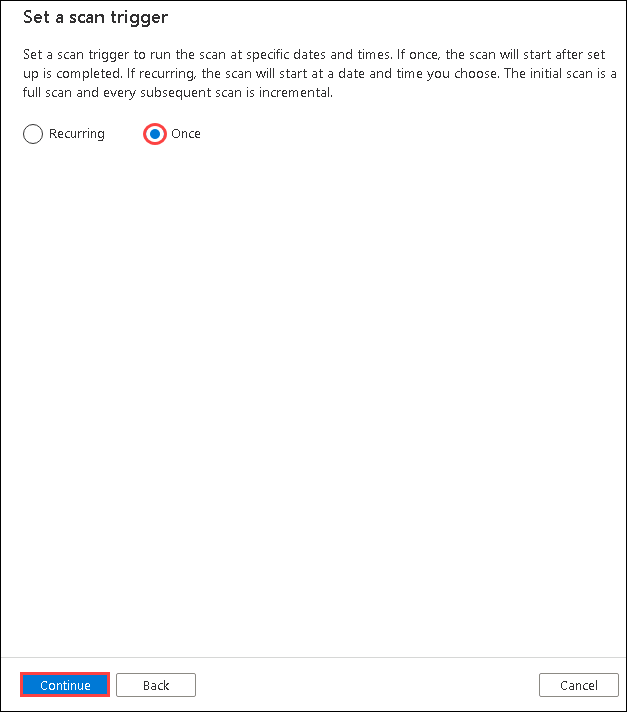 Set a scan trigger
Set a scan trigger to run the scan at specific dates and times. If once, the scan will start after set
up is completed. If recurring, the scan will start at a date and time you choose. The initial scan is a
full scan and every subsequent scan is incremental.
Recurring Once
Continue Back Cancel